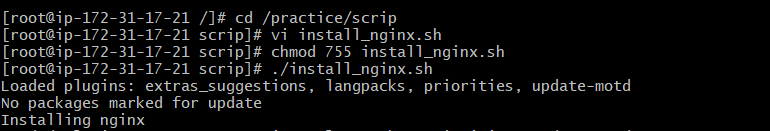 [root@ip-172-31-17-21 /]# cd /practice/scrip
[root@ip-172-31-17-21 scrip]# vi install_nginx.sh
[root@ip-172-31-17-21 scrip]# chmod 755 install_nginx.sh
[root@ip-172-31-17-21 scrip]# ./install_nginx.sh
Loaded plugins: extras_suggestions, langpacks, priorities, update-motd
No packages marked for update
Installing nginx